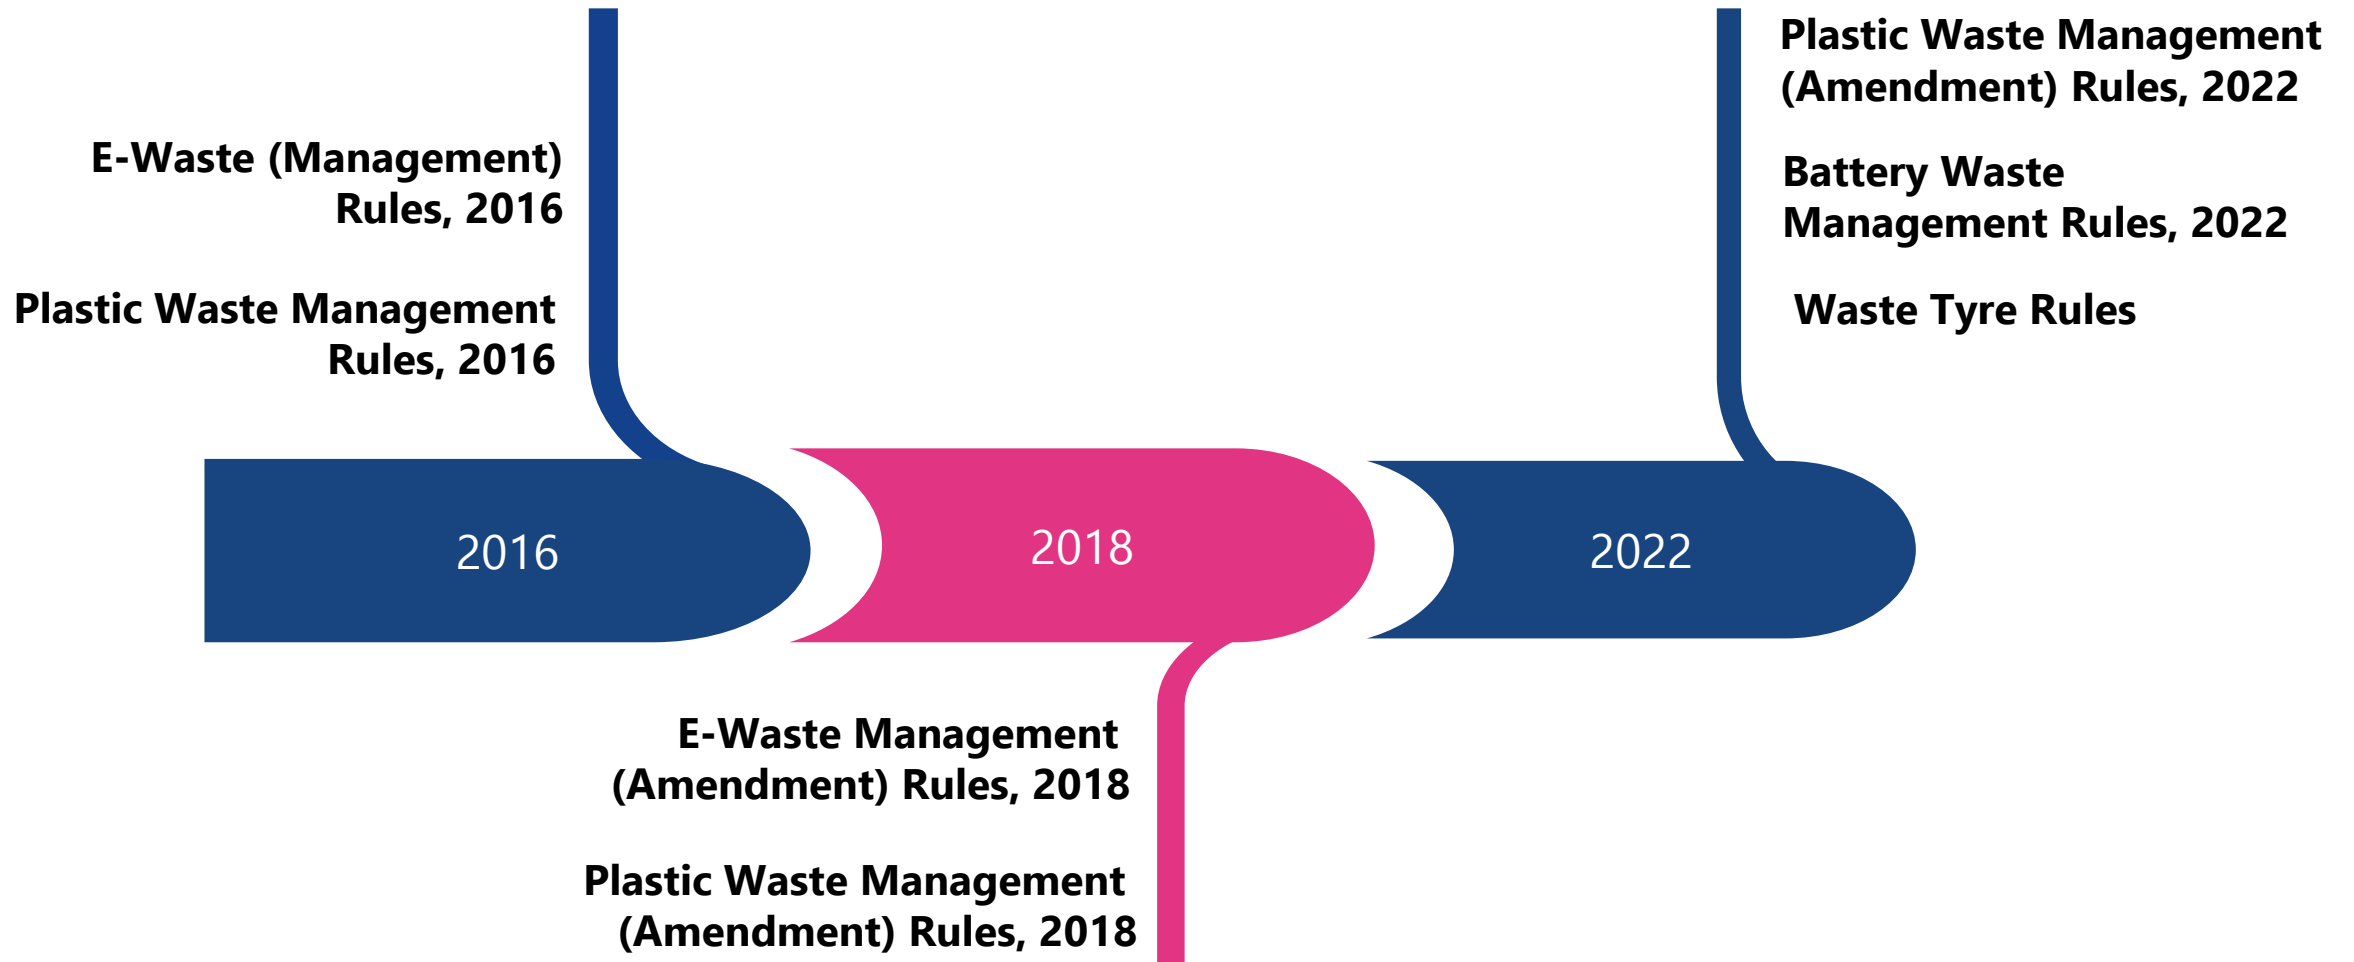 E-Waste (Management)
Rules, 2016
Plastic Waste Management
Rules, 2016
2016
E-Waste Management
(Amendment) Rules, 2018
Plastic Waste Management
(Amendment) Rules, 2018
2018
Plastic Waste Management
(Amendment) Rules, 2022
Battery Waste
Management Rules, 2022
Waste Tyre Rules
2022